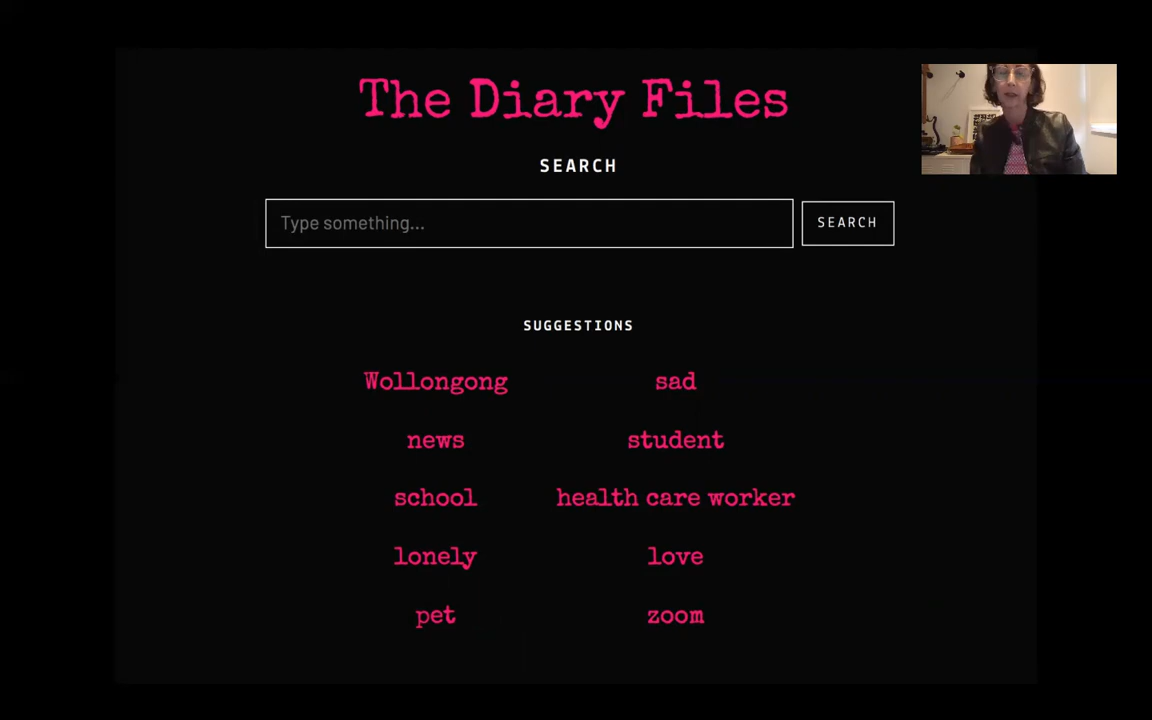 The Diary Files
SEARCH
Type something...
SEARCH
SUGGESTIONS
Wollongong
sad
news
student
school
health care worker
lonely
love
pet
zoom